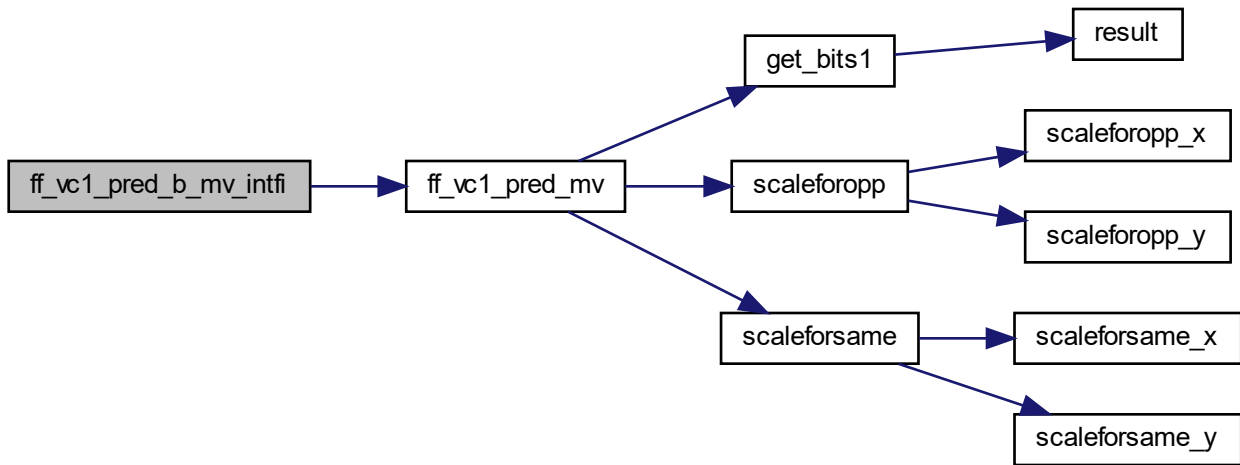 result
get_bits1
scaleforopp_x
ff_vc1_pred_b_mv_intfi
ff_vc1_pred_mv
scaleforopp
scaleforopp_y
scaleforsame
scaleforsame_x
scaleforsame_y